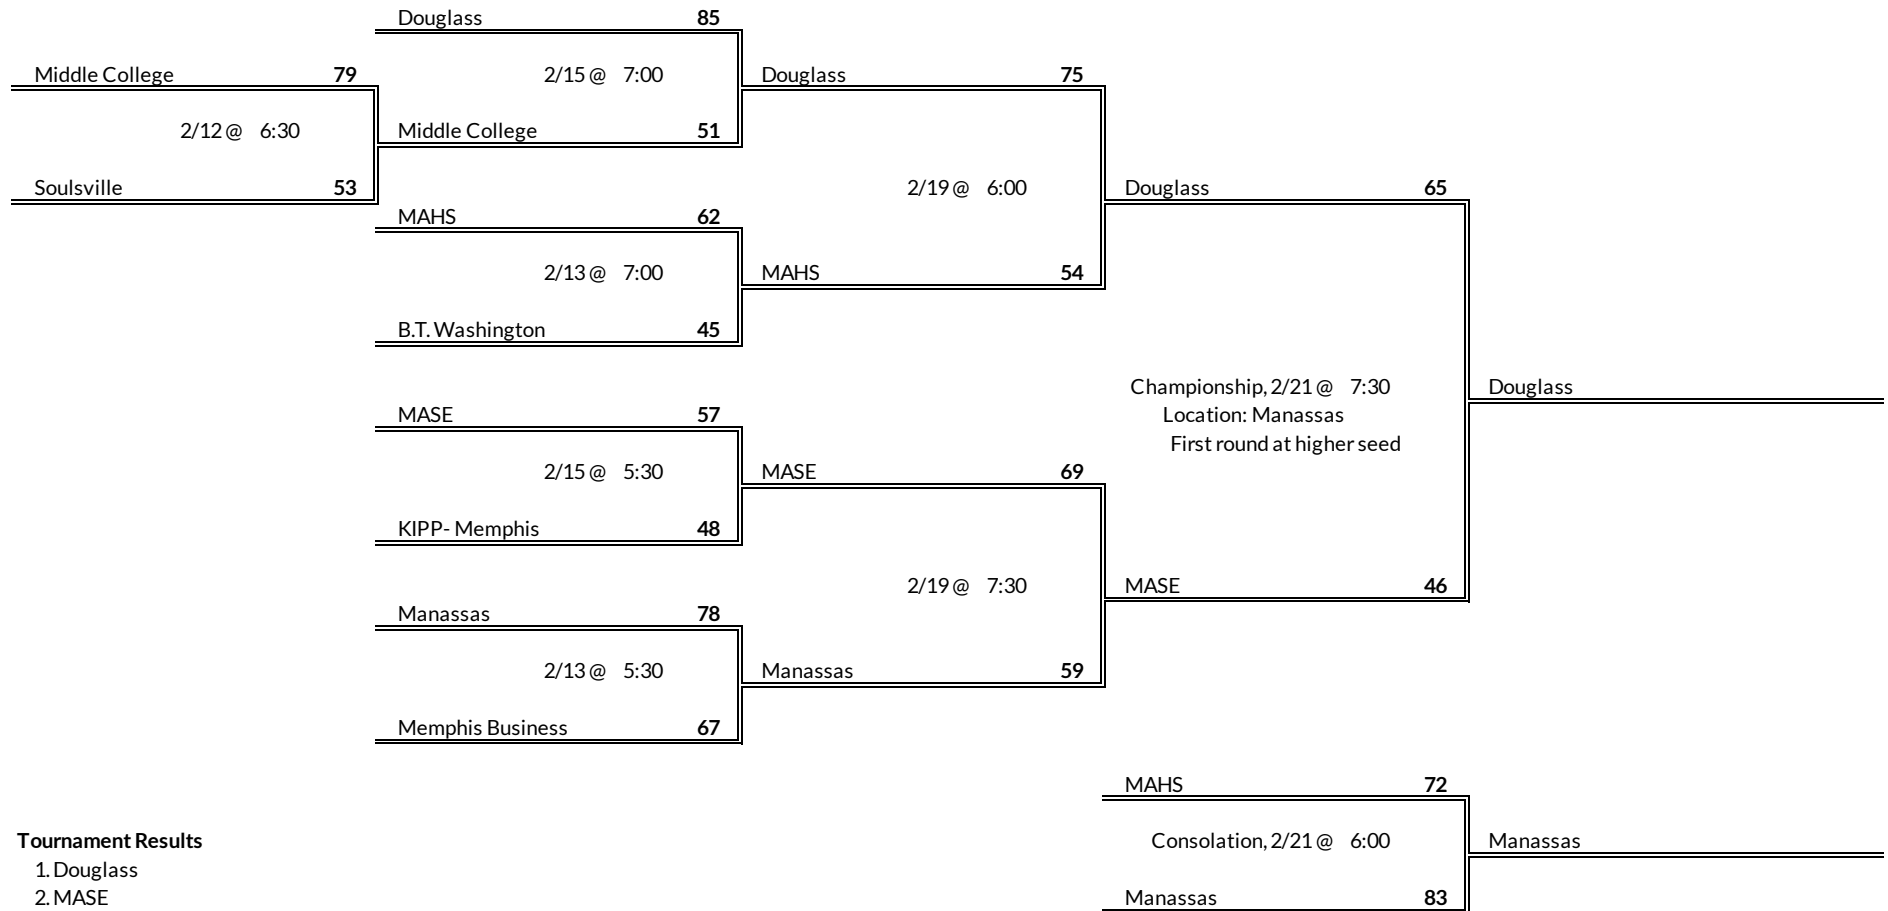 Douglass 85
Middle College 79 2/15 @ 7:00 Douglass 75
2/12 @ 6:30 Middle College 51
Soulsville 53 2/19 @ 6:00 Douglass 65
MAHS 62
2/13 @ 7:00 MAHS 54
B.T. Washington 45
Championship, 2/21 @ 7:30 Douglass
MASE 57 Location: Manassas
First round at higher seed
2/15 @ 5:30 MASE 69
KIPP- Memphis 48
2/19 @ 7:30 MASE 46
Manassas 78
2/13 @ 5:30 Manassas 59
Memphis Business 67
MAHS 72
Tournament Results Consolation, 2/21 @ 6:00 Manassas
1. Douglass
2. MASE Manassas 83